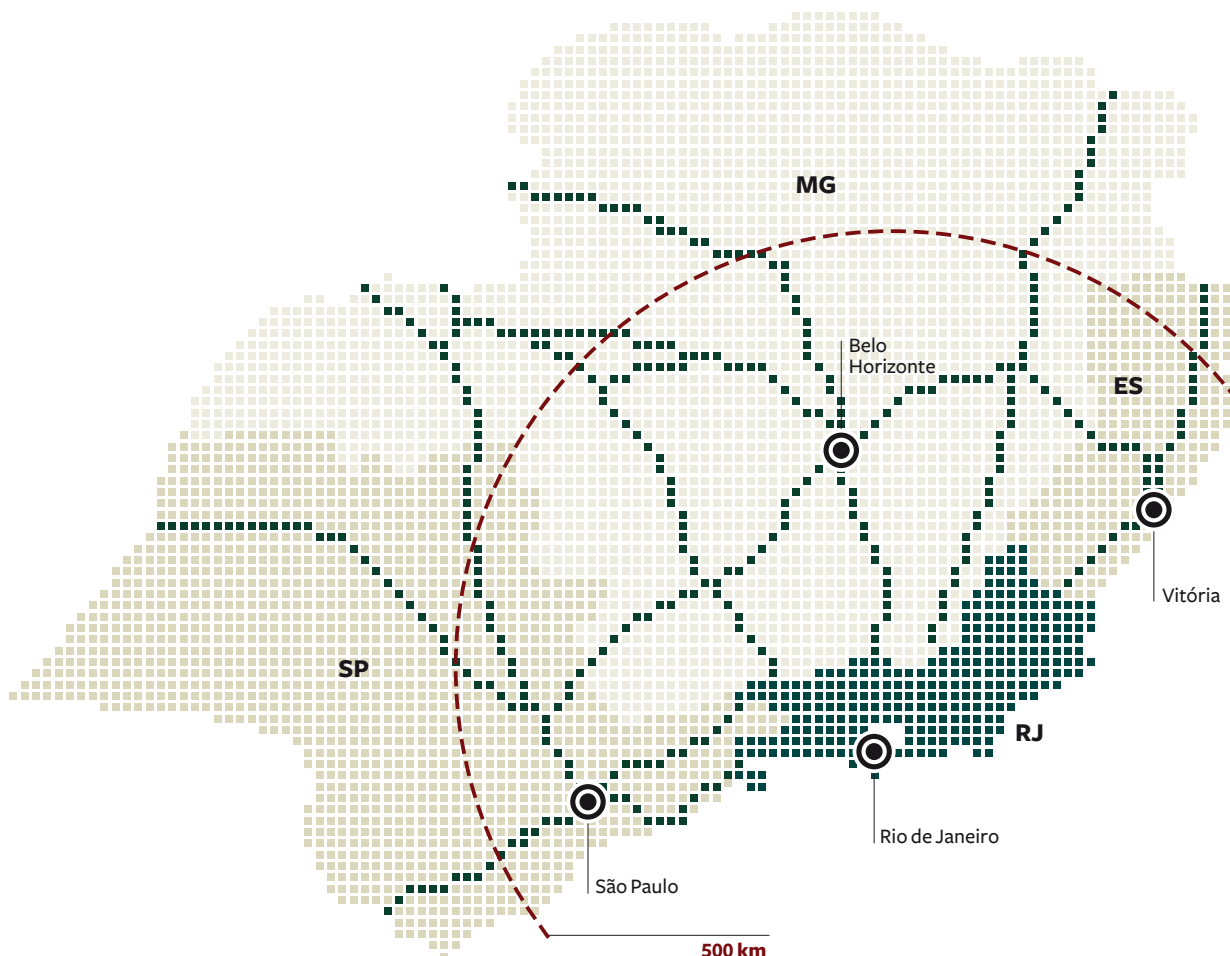 MG
Belo
Horizonte
ES
Vitória
SP
RJ
Rio de Janeiro
São Paulo
500 km